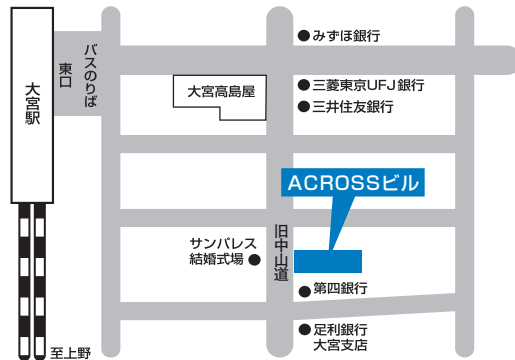 みずほ銀行
バスのりば
東口
大宮駅
大宮高島屋
三菱東京UFJ銀行
三井住友銀行
ACROSSビル
旧中山道
サンパレス
結婚式場
第四銀行
足利銀行
大宮支店
至上野